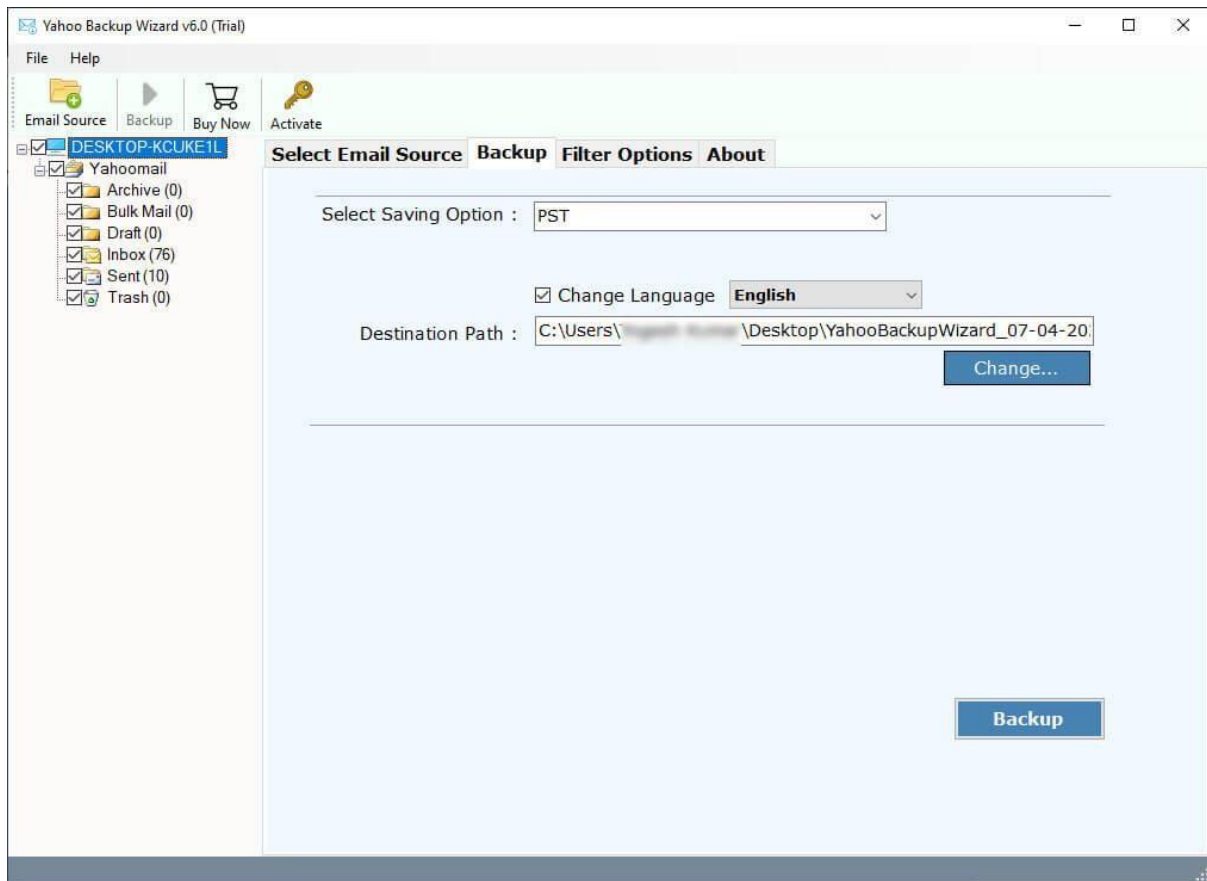 Yahoo Backup Wizard v6.0 (Trial)
File Help
Email Source Backup Buy Now Activate
DESKTOP-KCUKE1L
Yahoomail
Archive (0)
Bulk Mail (0)
Draft (0)
Inbox (76)
Sent (10)
Trash (0)
Select Email Source Backup Filter Options About
Select Saving Option : PST
Change Language English
Destination Path : C:\Users\ \Desktop\YahooBackupWizard_07-04-20
Change...
Backup